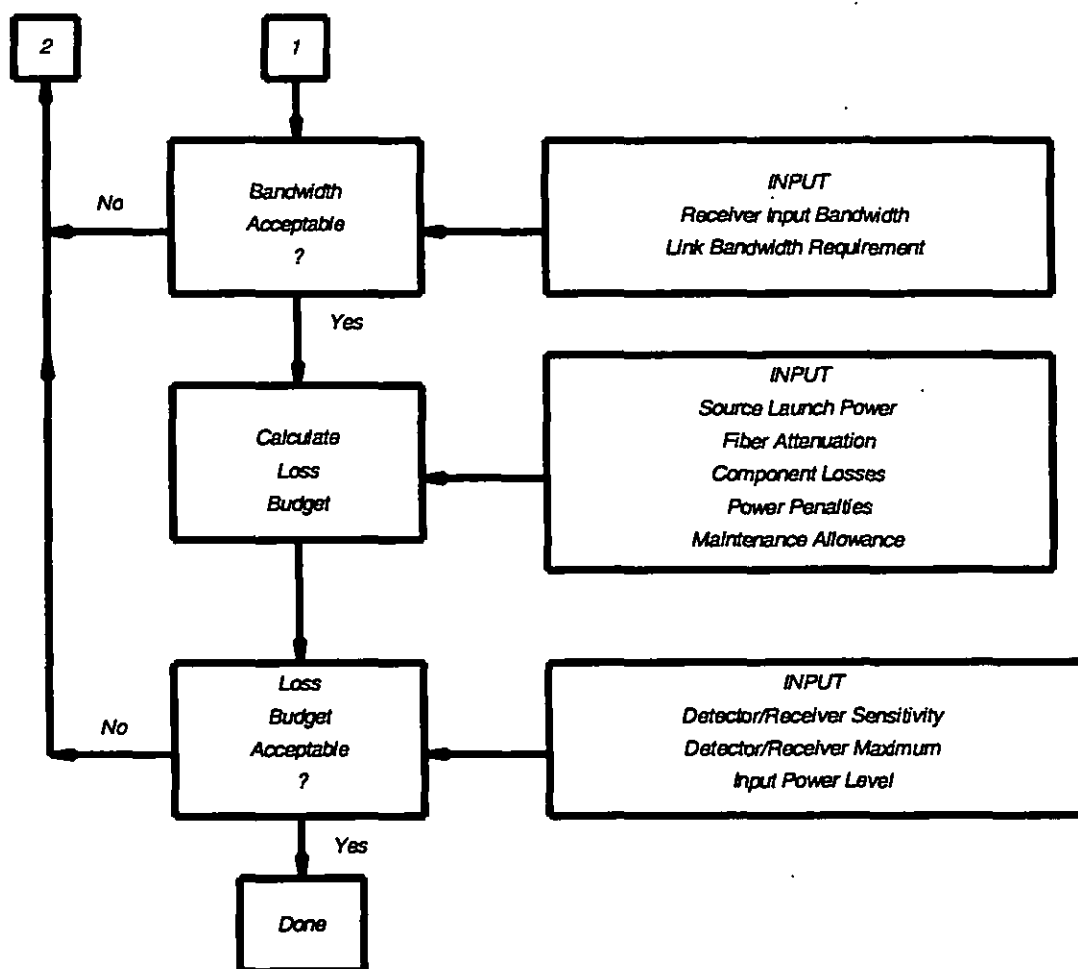 2
1
Bandwidth
Acceptable
?
No
INPUT
Receiver Input Bandwidth
Link Bandwidth Requirement
Yes
Calculate
Loss
Budget
INPUT
Source Launch Power
Fiber Attenuation
Component Losses
Power Penalties
Maintenance Allowance
Loss
Budget
Acceptable
?
No
INPUT
Detector/Receiver Sensitivity
Detector/Receiver Maximum
Input Power Level
Yes
Done